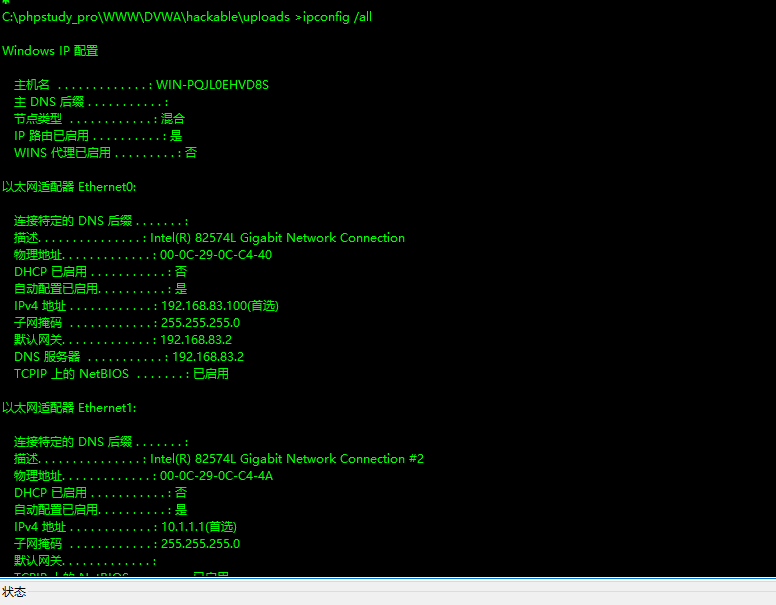 C:\phpstudy_pro\WWW\DVWA\hackable\uploads >ipconfig /all
Windows IP 配置
主机名 . . . . . . . . . . . . . : WIN-PQJL0EHVD8S
主 DNS 后缀 . . . . . . . . . . . :
节点类型 . . . . . . . . . . . . : 混合
IP 路由已启用 . . . . . . . . . . : 是
WINS 代理已启用 . . . . . . . . . : 否
以太网适配器 Ethernet0:
连接特定的 DNS 后缀 . . . . . . . :
描述. . . . . . . . . . . . . . . : Intel(R) 82574L Gigabit Network Connection
物理地址. . . . . . . . . . . . . : 00-0C-29-0C-C4-40
DHCP 已启用 . . . . . . . . . . . : 否
自动配置已启用. . . . . . . . . . : 是
IPv4 地址 . . . . . . . . . . . . : 192.168.83.100(首选)
子网掩码 . . . . . . . . . . . . : 255.255.255.0
默认网关. . . . . . . . . . . . . : 192.168.83.2
DNS 服务器 . . . . . . . . . . . : 192.168.83.2
TCPIP 上的 NetBIOS . . . . . . . : 已启用
以太网适配器 Ethernet1:
连接特定的 DNS 后缀 . . . . . . . :
描述. . . . . . . . . . . . . . . : Intel(R) 82574L Gigabit Network Connection #2
物理地址. . . . . . . . . . . . . : 00-0C-29-0C-C4-4A
DHCP 已启用 . . . . . . . . . . . : 否
自动配置已启用. . . . . . . . . . : 是
IPv4 地址 . . . . . . . . . . . . : 10.1.1.1(首选)
子网掩码 . . . . . . . . . . . . : 255.255.255.0
默认网关. . . . . . . . . . . . . :
TCPIP 上的 NetBIOS . . . . . . . : 已启用
状态